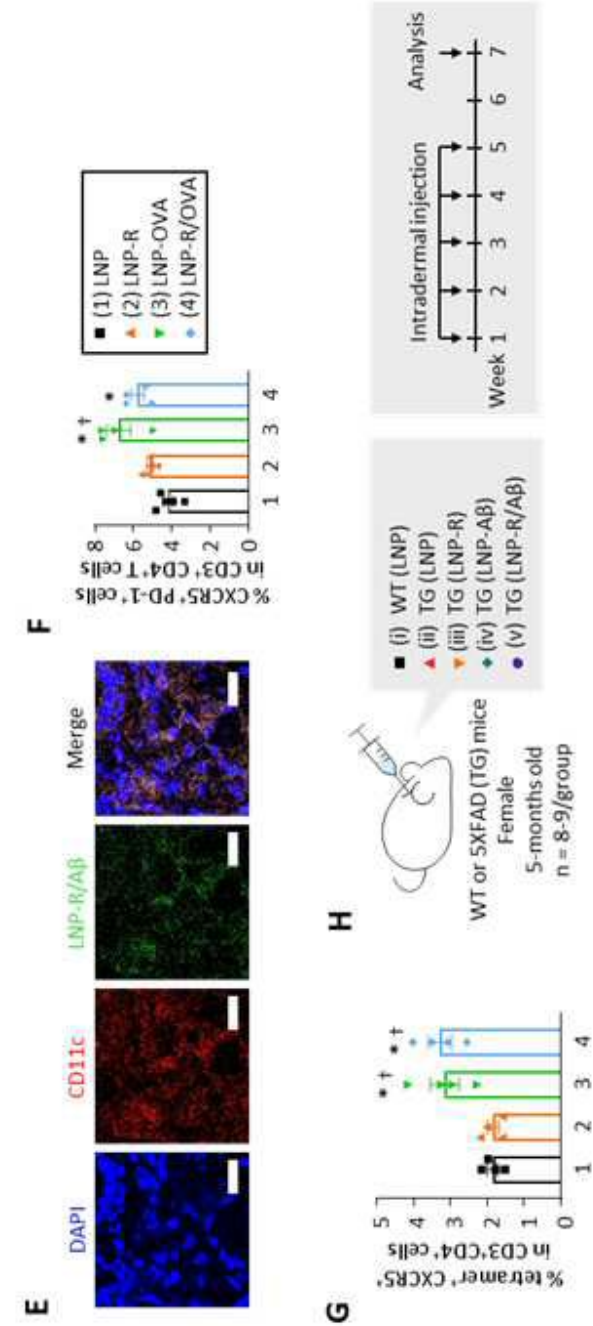 E
DAPI
CD11c
LNP-R/Aβ
Merge
F
% CXCR5⁺ PD-1⁺ cells
in CD3⁺ CD4⁺T cells
8
6
4
2
0
* †
*
1 2 3 4
(1) LNP
(2) LNP-R
(3) LNP-OVA
(4) LNP-R/OVA
G
% tetramer⁺ CXCR5⁺
in CD3⁺CD4⁺ cells
5
4
3
2
1
0
* †
* †
1 2 3 4
H
WT or 5XFAD (TG) mice
Female
5-months old
n = 8-9/group
(i) WT (LNP)
(ii) TG (LNP)
(iii) TG (LNP-R)
(iv) TG (LNP-Aβ)
(v) TG (LNP-R/Aβ)
Intradermal injection
Analysis
Week 1 2 3 4 5 6 7